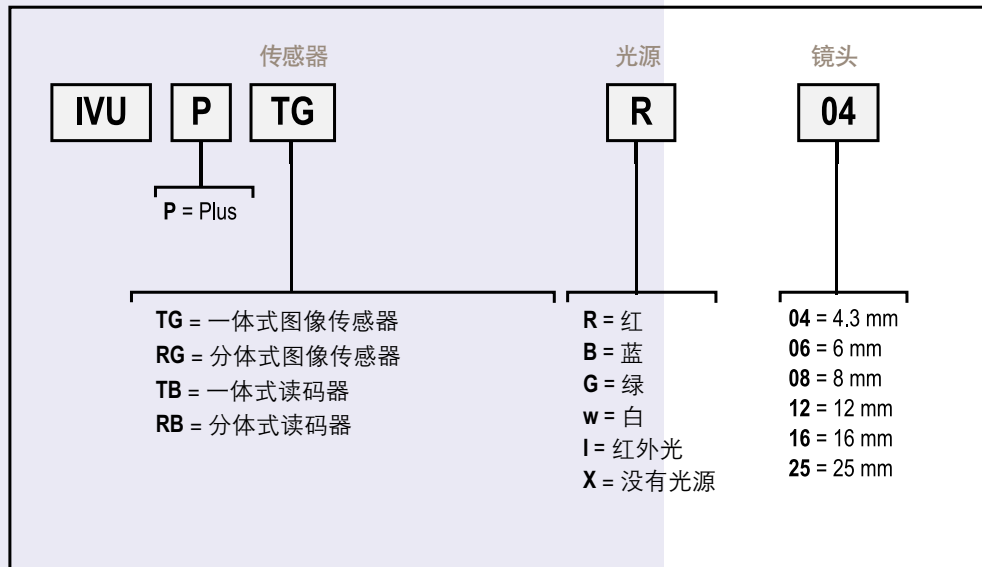 传感器 光源 镜头
IVU P TG R 04
P = Plus
TG = 一体式图像传感器
RG = 分体式图像传感器
TB = 一体式读码器
RB = 分体式读码器
R = 红
B = 蓝
G = 绿
w = 白
I = 红外光
X = 没有光源
04 = 4.3 mm
06 = 6 mm
08 = 8 mm
12 = 12 mm
16 = 16 mm
25 = 25 mm